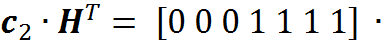 c₂ · Hᵀ = [0 0 0 1 1 1 1] ·